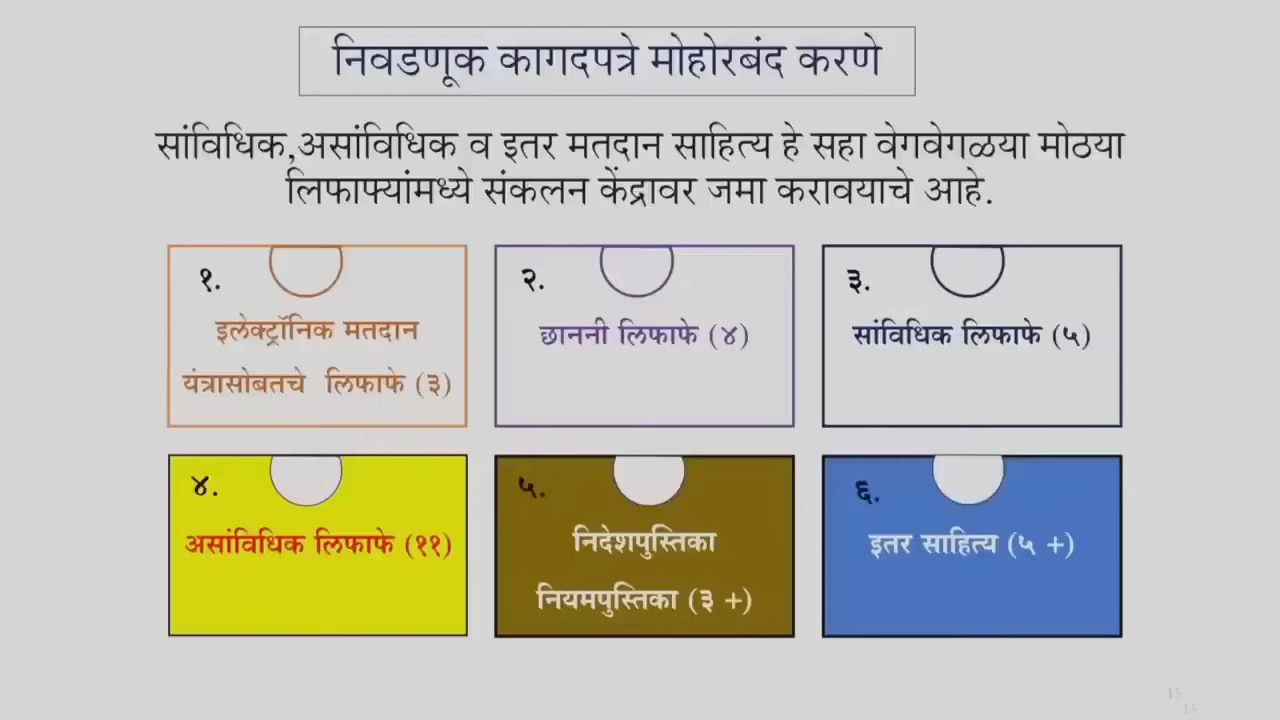 निवडणूक कागदपत्रे मोहोरबंद करणे
सांविधिक,असांविधिक व इतर मतदान साहित्य हे सहा वेगवेगळया मोठया
लिफाफ्यांमध्ये संकलन केंद्रावर जमा करावयाचे आहे.
१.
इलेक्ट्रॉनिक मतदान
यंत्रासोबतचे लिफाफे (३)
२.
छाननी लिफाफे (४)
३.
सांविधिक लिफाफे (५)
४.
असांविधिक लिफाफे (११)
५.
निदेशपुस्तिका
नियमपुस्तिका (३ +)
६.
इतर साहित्य (५ +)
15
15